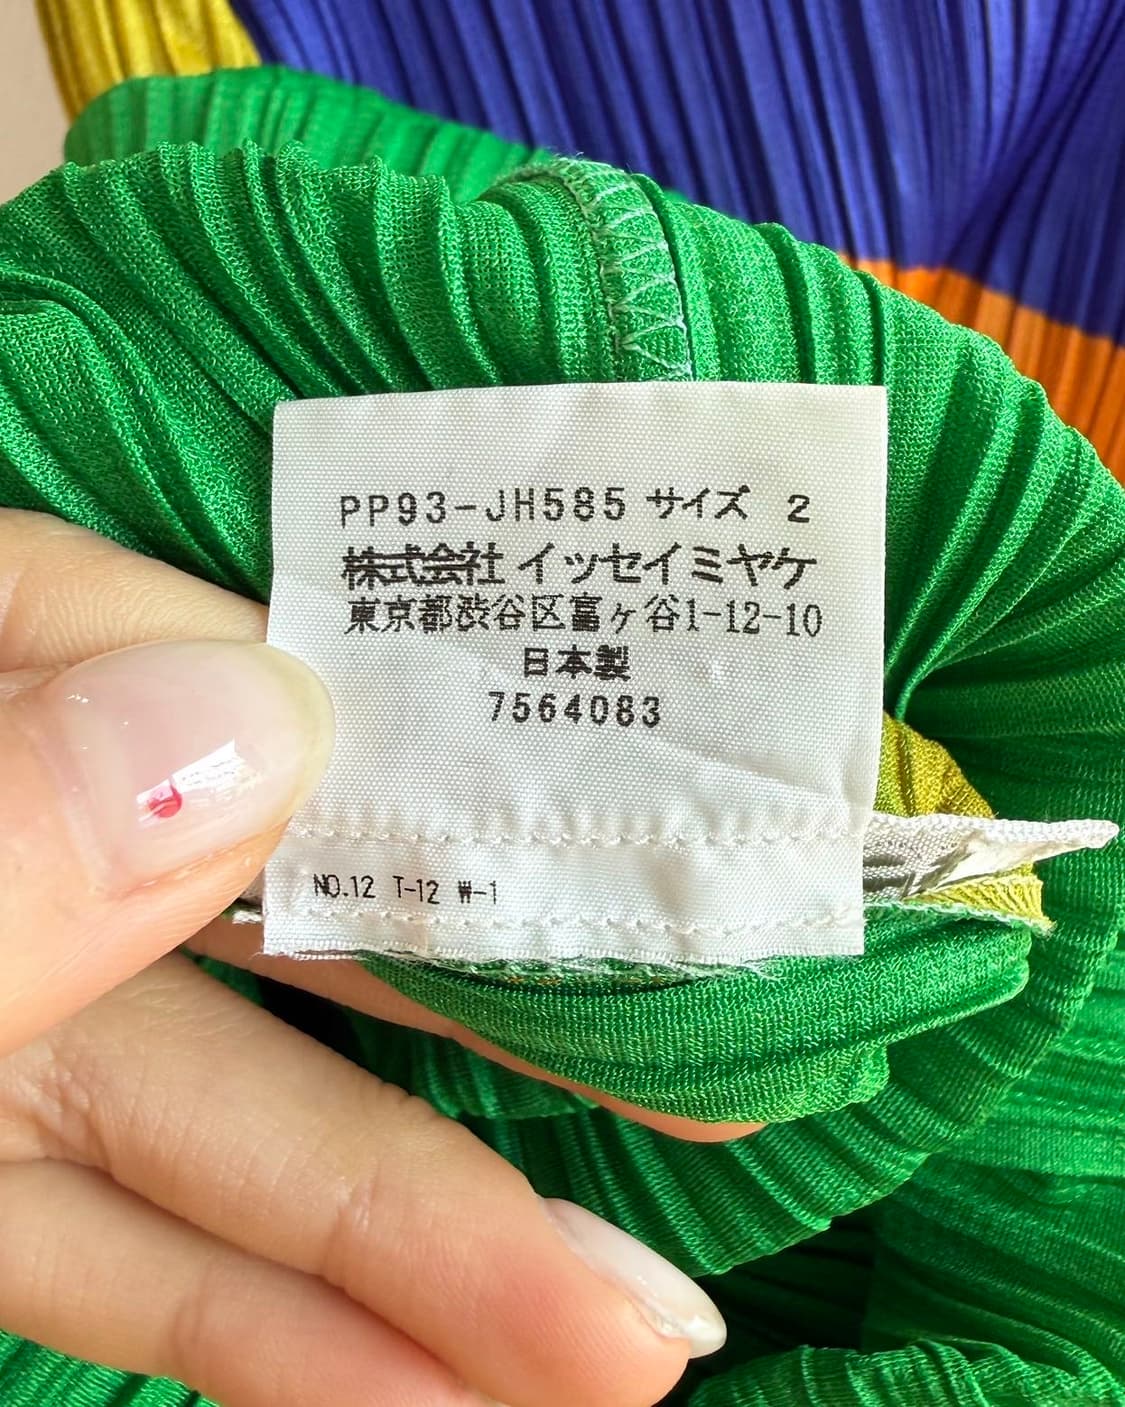 PP93-JH585 サイズ 2
株式会社 イッセイミヤケ
東京都渋谷区富ヶ谷1-12-10
日本製
7564083
NO.12 T-12 W-1